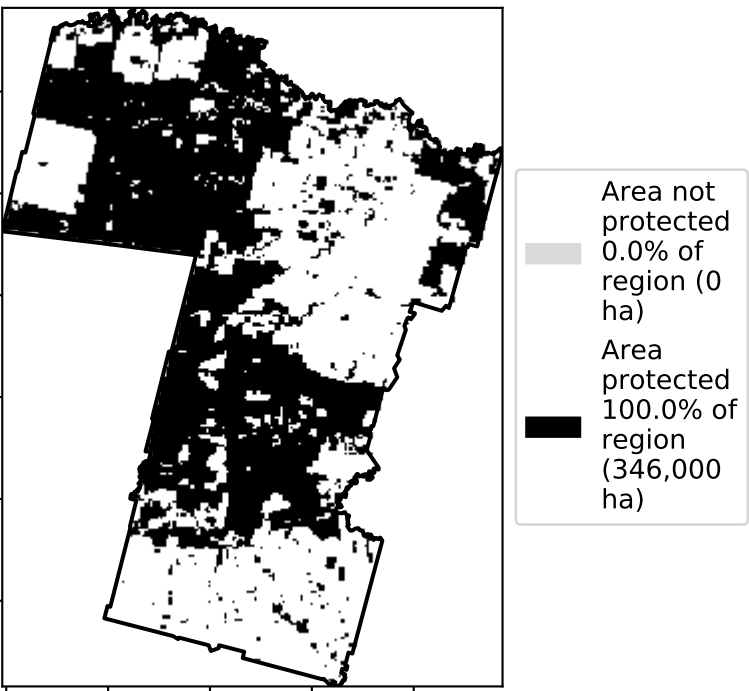 Area not
protected
0.0% of
region (0
ha)
Area
protected
100.0% of
region
(346,000
ha)